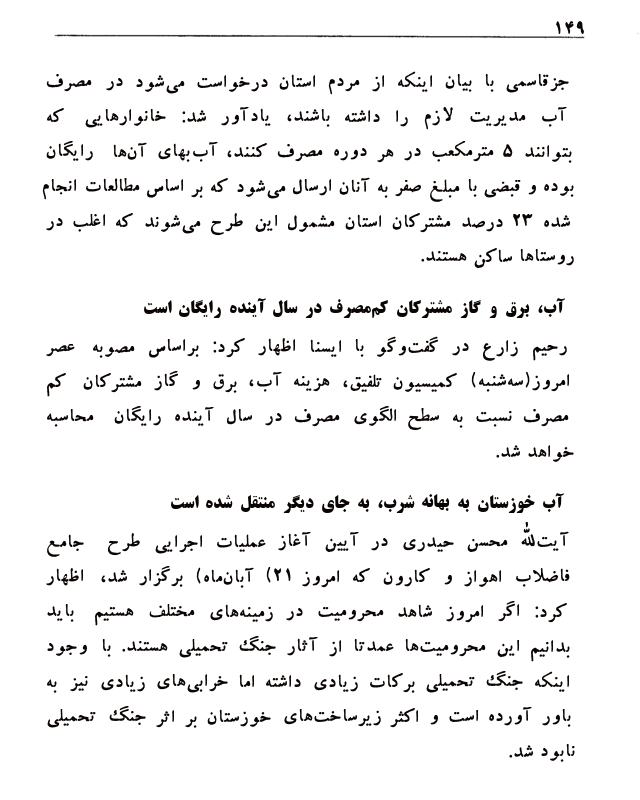 ۱۴۹
جزقاسمی با بیان اینکه از مردم استان درخواست می‌شود در مصرف
آب مدیریت لازم را داشته باشند، یادآور شد: خانوارهایی که
بتوانند ۵ مترمکعب در هر دوره مصرف کنند، آب‌بهای آن‌ها رایگان
بوده و قبضی با مبلغ صفر به آنان ارسال می‌شود که بر اساس مطالعات انجام
شده ۲۳ درصد مشترکان استان مشمول این طرح می‌شوند که اغلب در
روستاها ساکن هستند.
آب، برق و گاز مشترکان کم‌مصرف در سال آینده رایگان است
رحیم زارع در گفت‌وگو با ایسنا اظهار کرد: براساس مصوبه عصر
امروز(سه‌شنبه) کمیسیون تلفیق، هزینه آب، برق و گاز مشترکان کم
مصرف نسبت به سطح الگوی مصرف در سال آینده رایگان محاسبه
خواهد شد.
آب خوزستان به بهانه شرب، به جای دیگر منتقل شده است
آیت‌الله محسن حیدری در آیین آغاز عملیات اجرایی طرح جامع
فاضلاب اهواز و کارون که امروز ۲۱) آبان‌ماه) برگزار شد، اظهار
کرد: اگر امروز شاهد محرومیت در زمینه‌های مختلف هستیم باید
بدانیم این محرومیت‌ها عمدتا از آثار جنگ تحمیلی هستند. با وجود
اینکه جنگ تحمیلی برکات زیادی داشته اما خرابی‌های زیادی نیز به
باور آورده است و اکثر زیرساخت‌های خوزستان بر اثر جنگ تحمیلی
نابود شد.